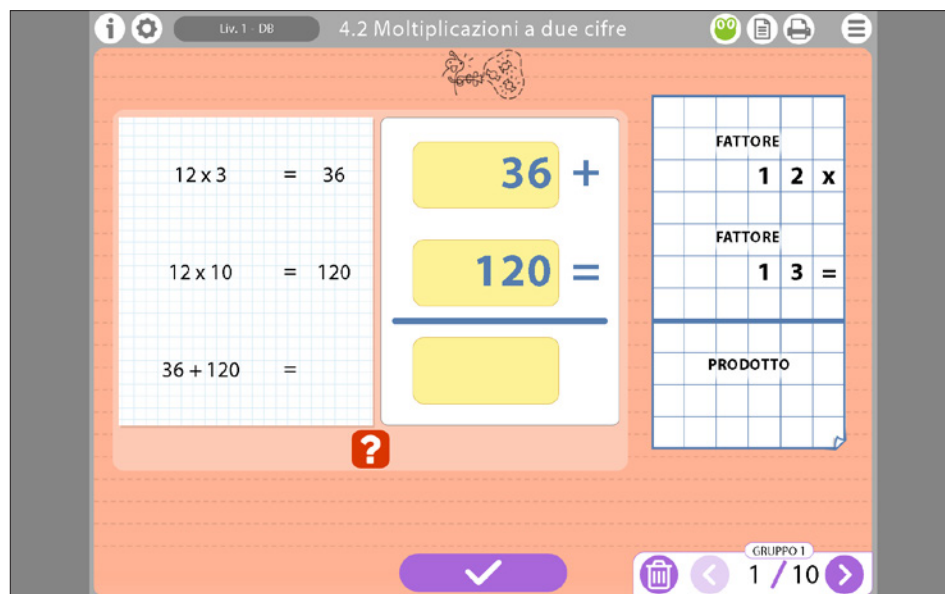 Liv. 1 - DB
4.2 Moltiplicazioni a due cifre
12 x 3 = 36
12 x 10 = 120
36 + 120 =
36 +
120 =
?
FATTORE
1 2 x
FATTORE
1 3 =
PRODOTTO
GRUPPO 1
1 / 10